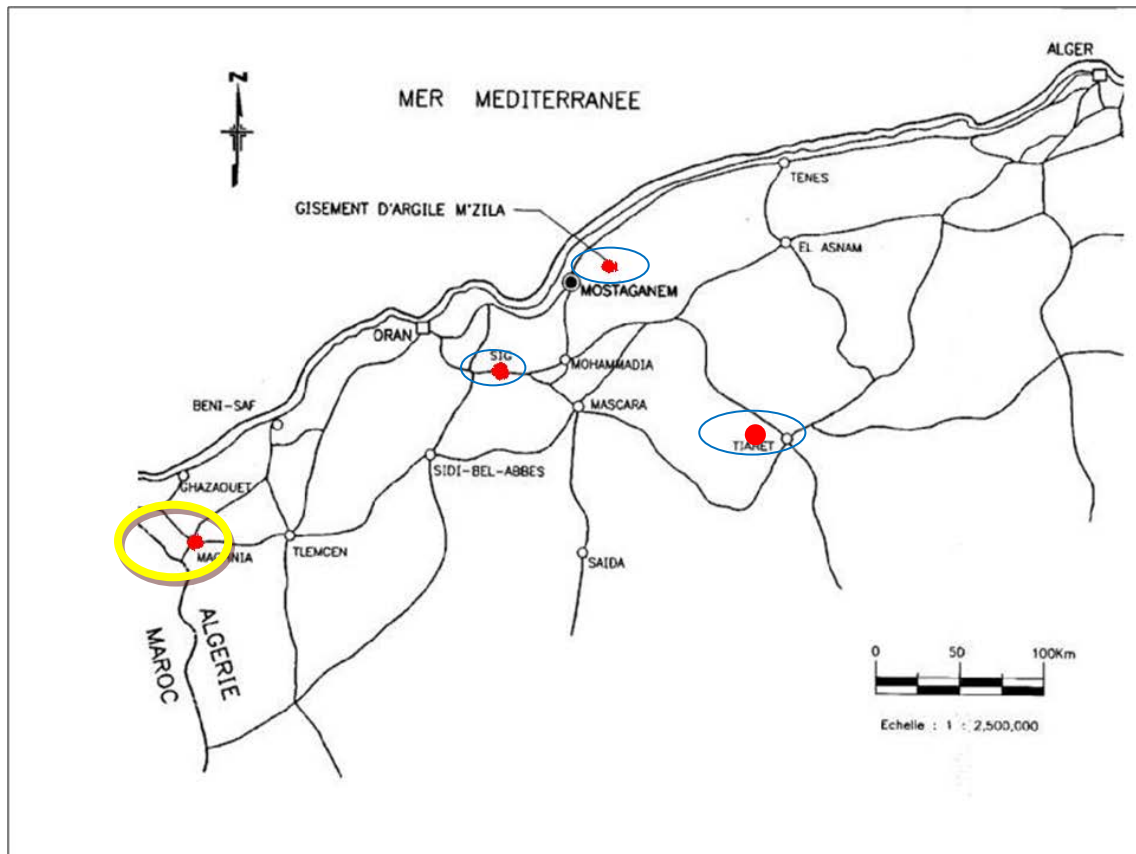 ALGER
N
MER MEDITERRANEE
TENES
GISEMENT D'ARGILE M'ZILA
EL ASNAM
MOSTAGANEM
ORAN
SIG
MOHAMMADIA
BENI-SAF
MASCARA
TIARET
SIDI-BEL-ABBES
GHAZAOUET
MAGHNIA
TLEMCEN
SAIDA
ALGERIE
MAROC
0 50 100Km
Echelle : 1 : 2,500,000